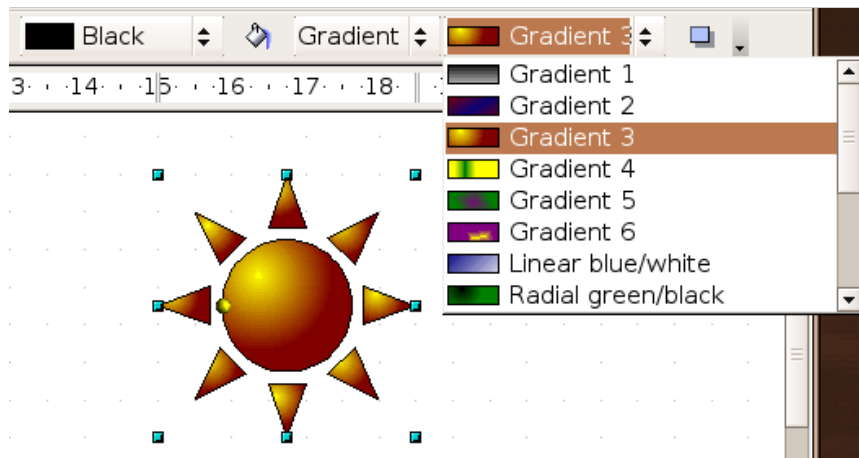 Black Gradient Gradient 3
3 14 15 16 17 18
Gradient 1
Gradient 2
Gradient 3
Gradient 4
Gradient 5
Gradient 6
Linear blue/white
Radial green/black